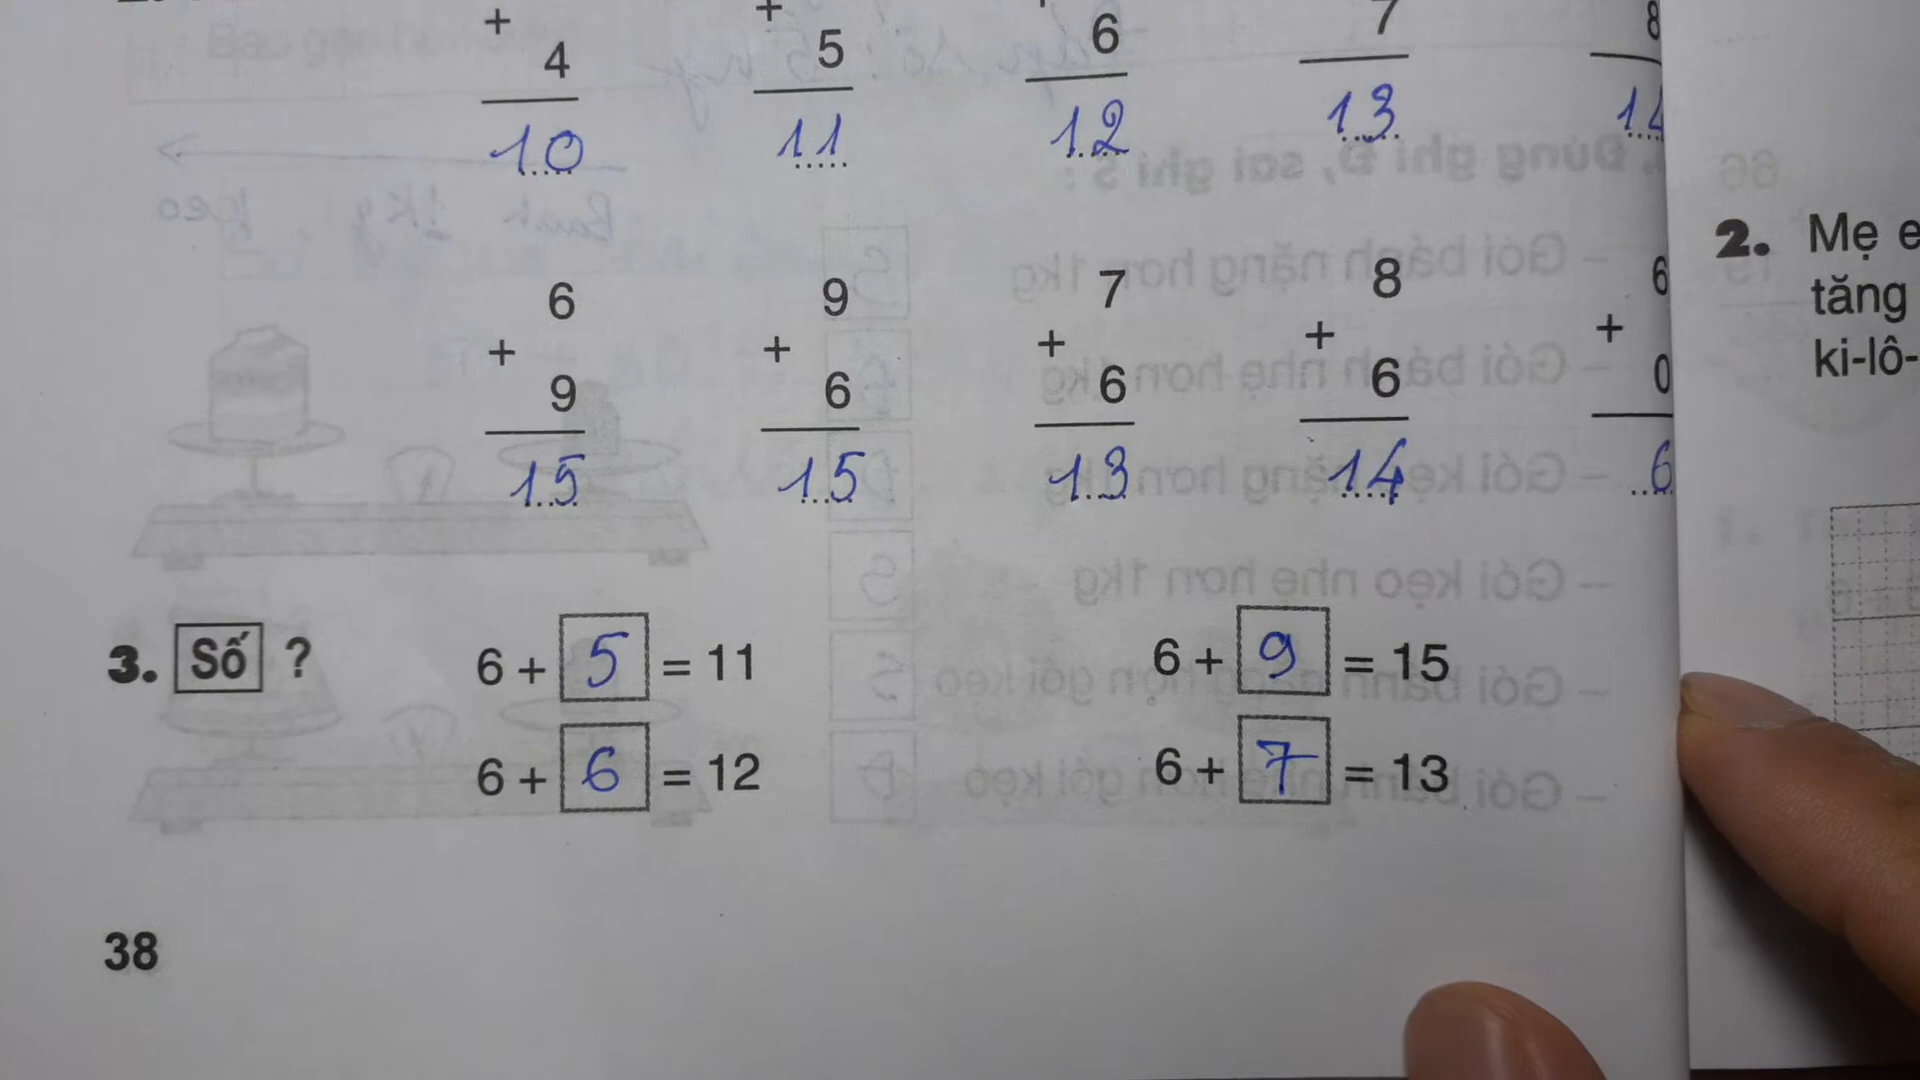 + + 6 7 8
4 5
10 11 12 13 14
6 9 7 8 6
+ + + + +
9 6 6 6 0
15 15 13 14 6
3. Số ? 6 + 5 = 11 6 + 9 = 15
6 + 6 = 12 6 + 7 = 13
38
2. Mẹ e
tăng
ki-lô-